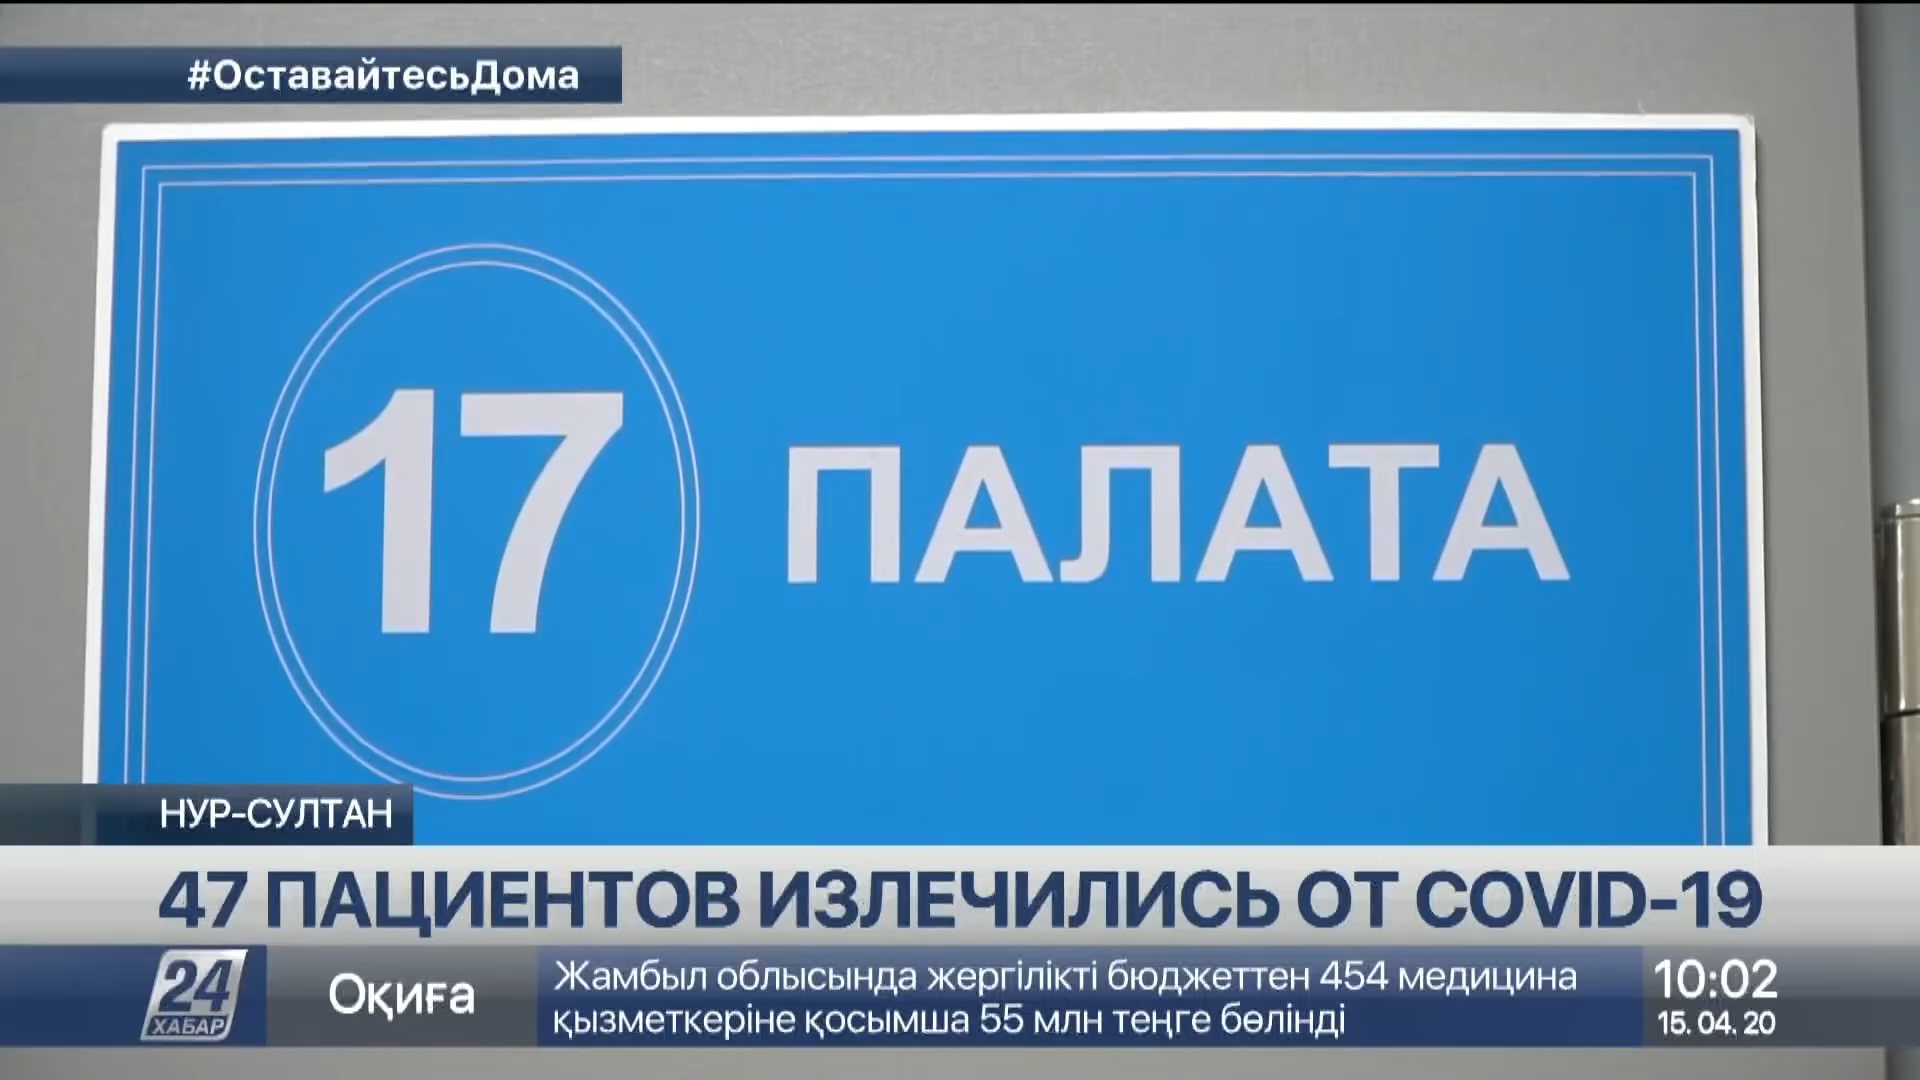 #ОставайтесьДома
17 ПАЛАТА
НУР-СУЛТАН
47 ПАЦИЕНТОВ ИЗЛЕЧИЛИСЬ ОТ COVID-19
24
ХАБАР
Оқиға
Жамбыл облысында жергілікті бюджеттен 454 медицина
қызметкеріне қосымша 55 млн теңге бөлінді
10:02
15. 04. 20